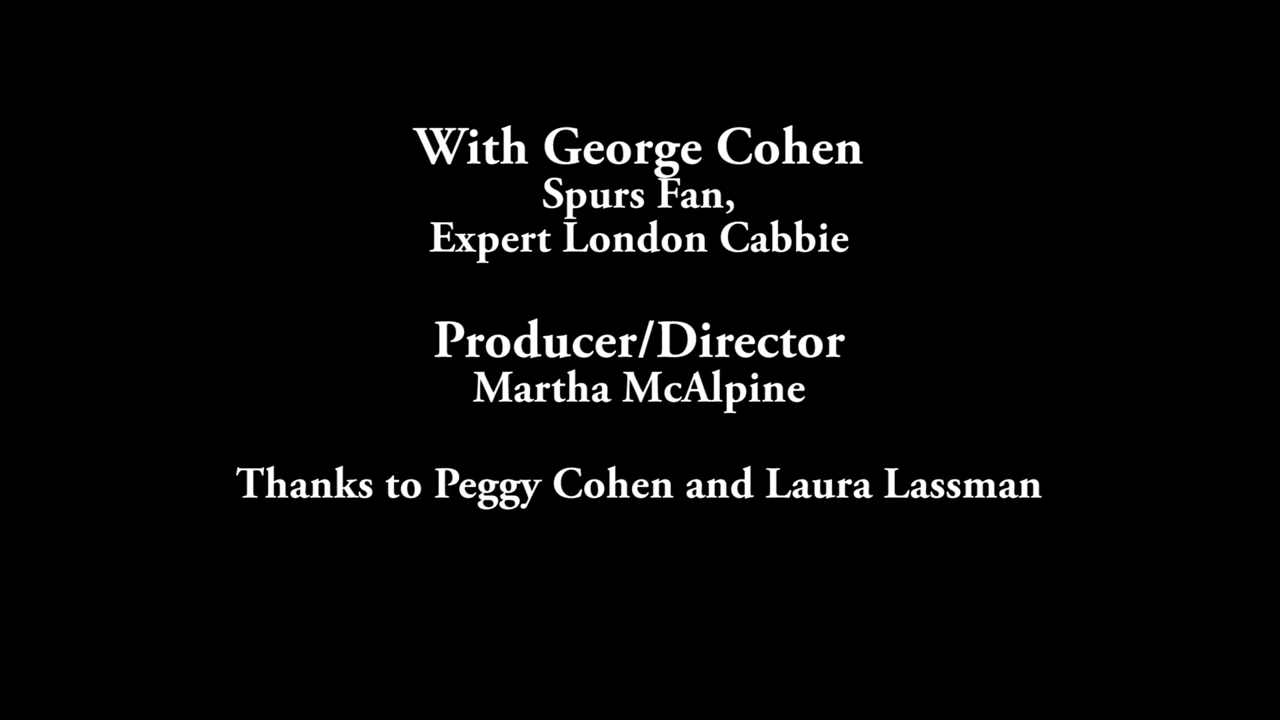 With George Cohen
Spurs Fan,
Expert London Cabbie
Producer/Director
Martha McAlpine
Thanks to Peggy Cohen and Laura Lassman